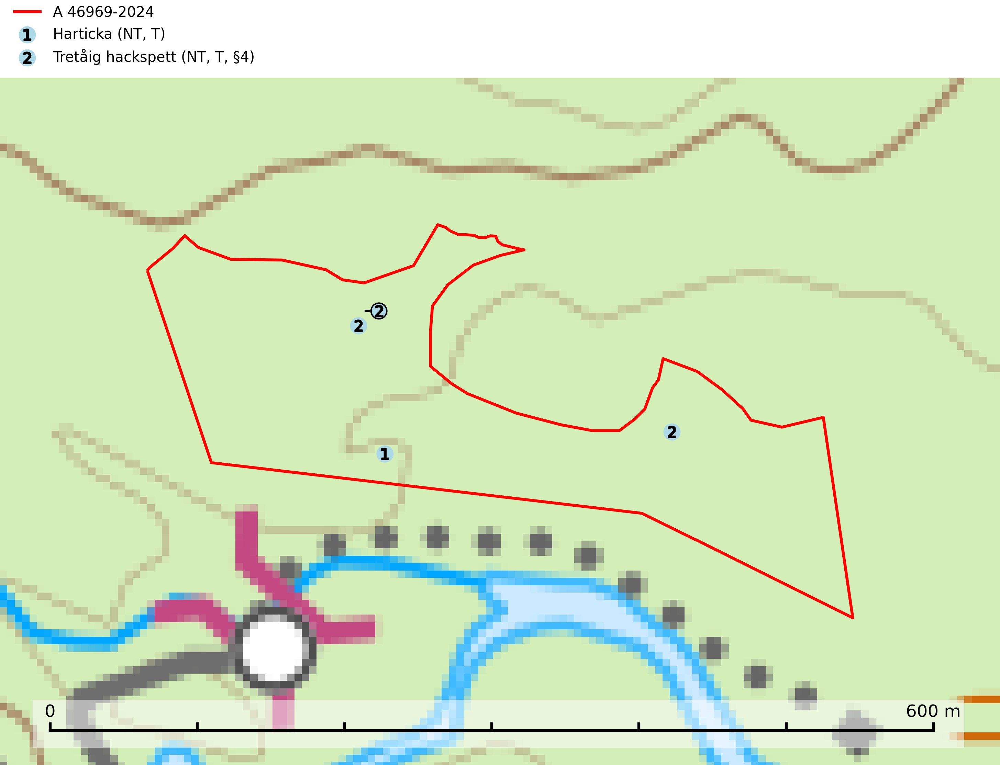 A 46969-2024
1 Harticka (NT, T)
2 Tretåig hackspett (NT, T, §4)
2
2
2
1
0 600 m